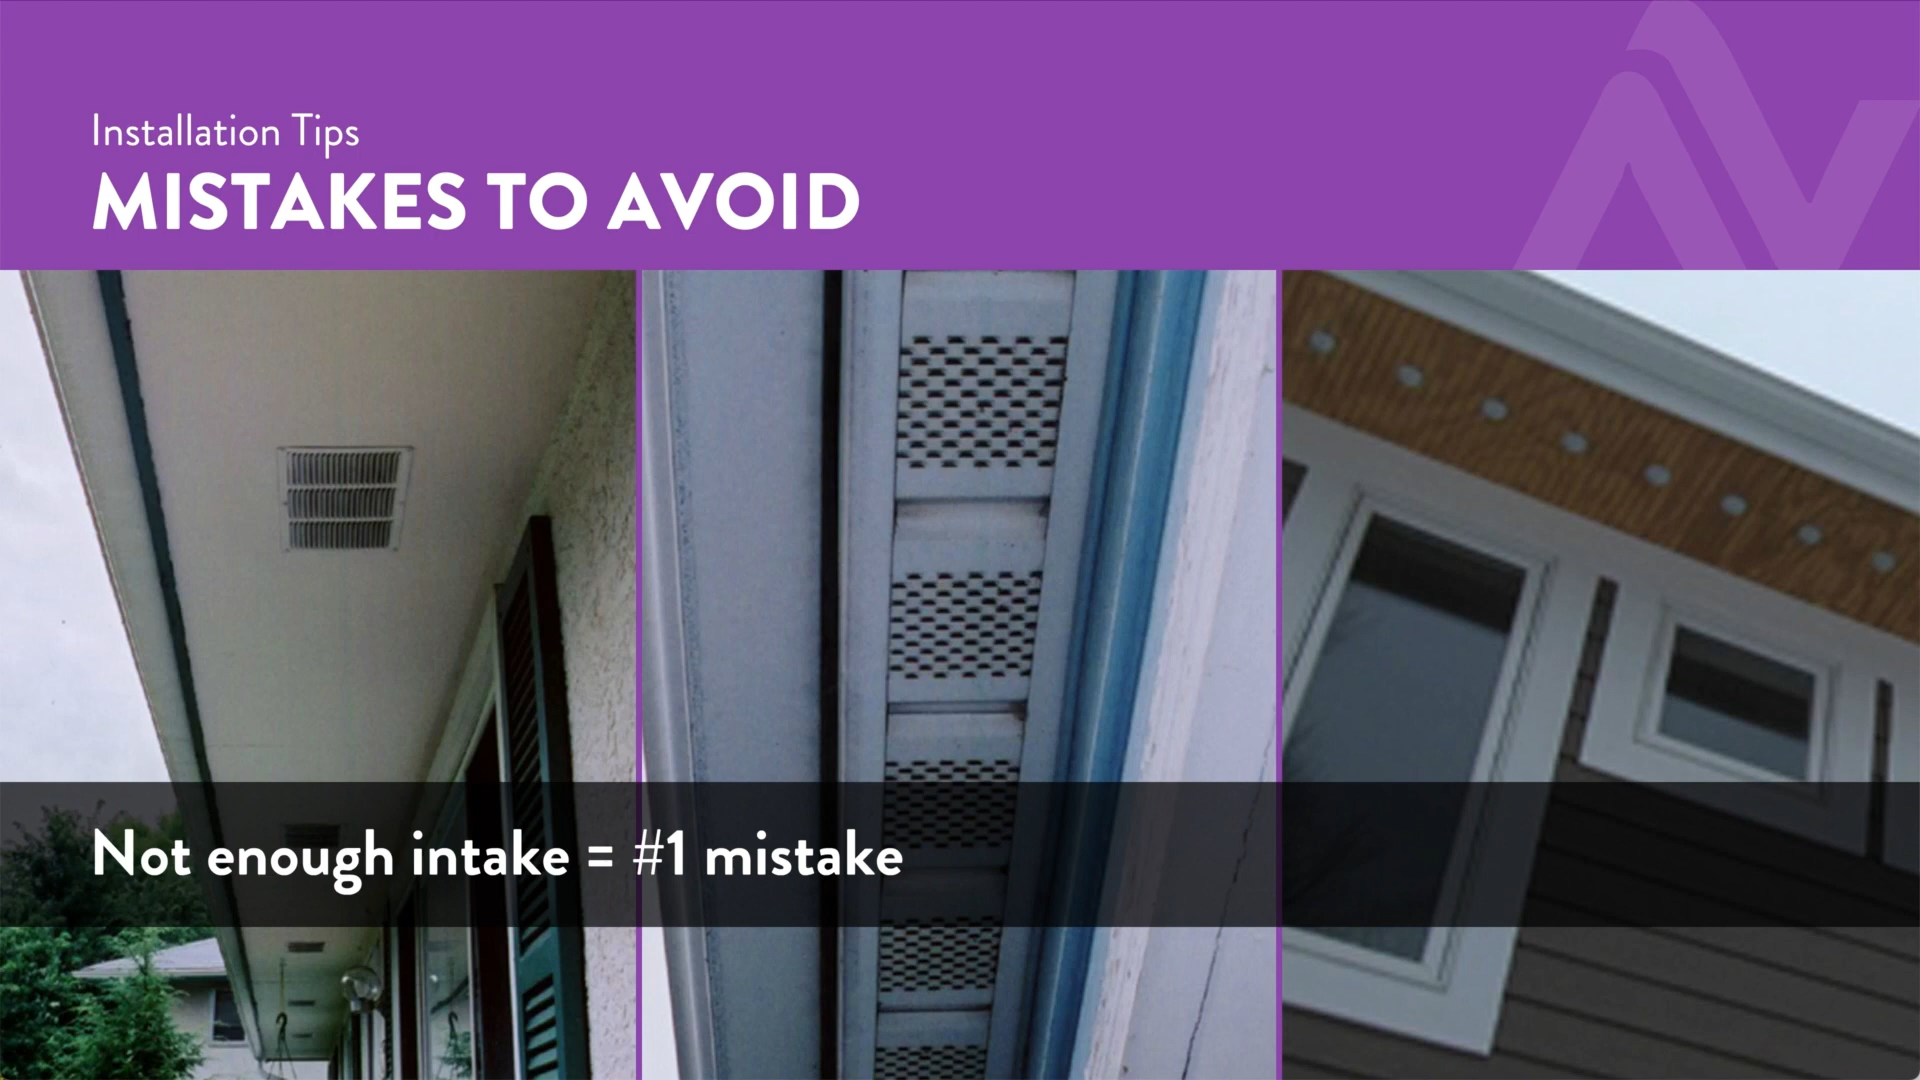 Installation Tips
MISTAKES TO AVOID
Not enough intake = #1 mistake